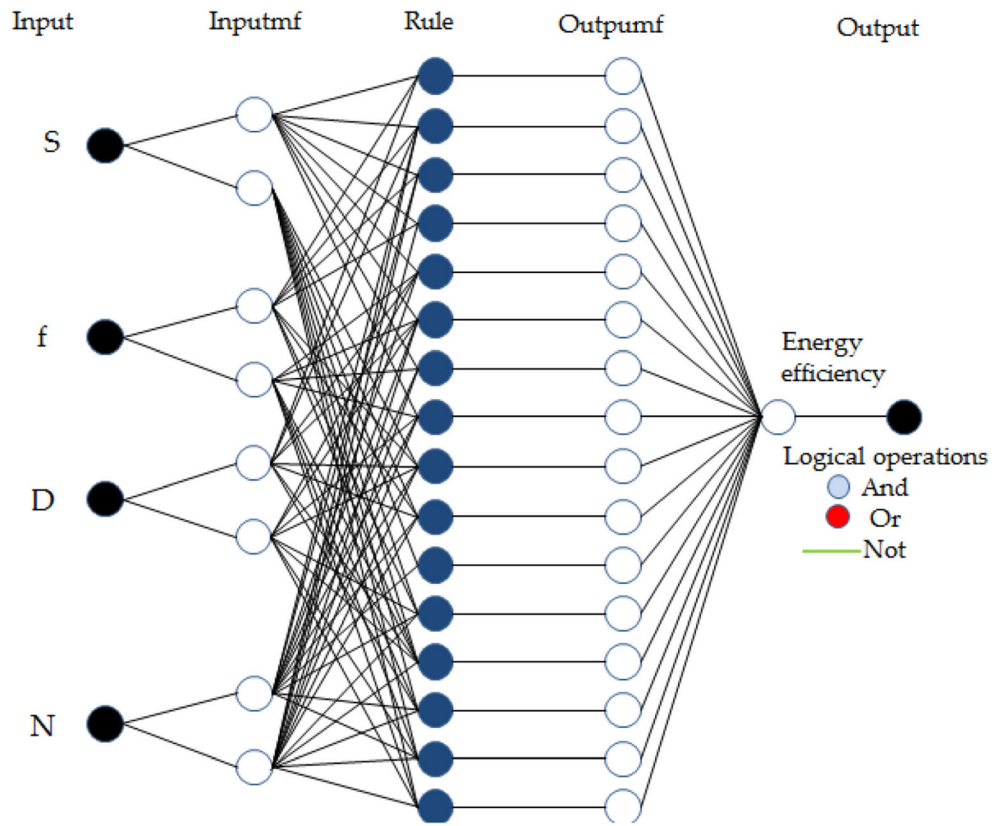 Input
Inputmf
Rule
Outpumf
Output
S
f
D
N
Energy
efficiency
Logical operations
And
Or
Not